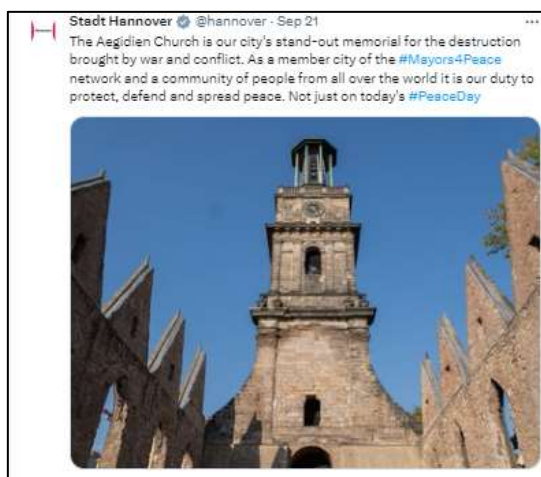 Stadt Hannover @hannover · Sep 21 ...
The Aegidien Church is our city's stand-out memorial for the destruction
brought by war and conflict. As a member city of the #Mayors4Peace
network and a community of people from all over the world it is our duty to
protect, defend and spread peace. Not just on today's #PeaceDay